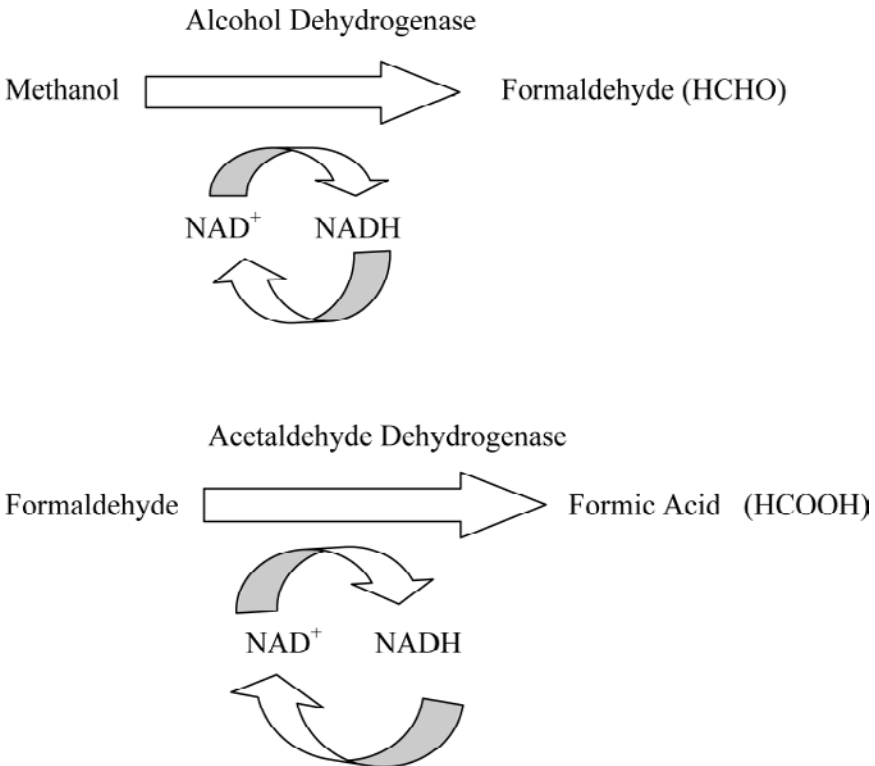 Alcohol Dehydrogenase
Methanol Formaldehyde (HCHO)
NAD+ NADH
Acetaldehyde Dehydrogenase
Formaldehyde Formic Acid (HCOOH)
NAD+ NADH